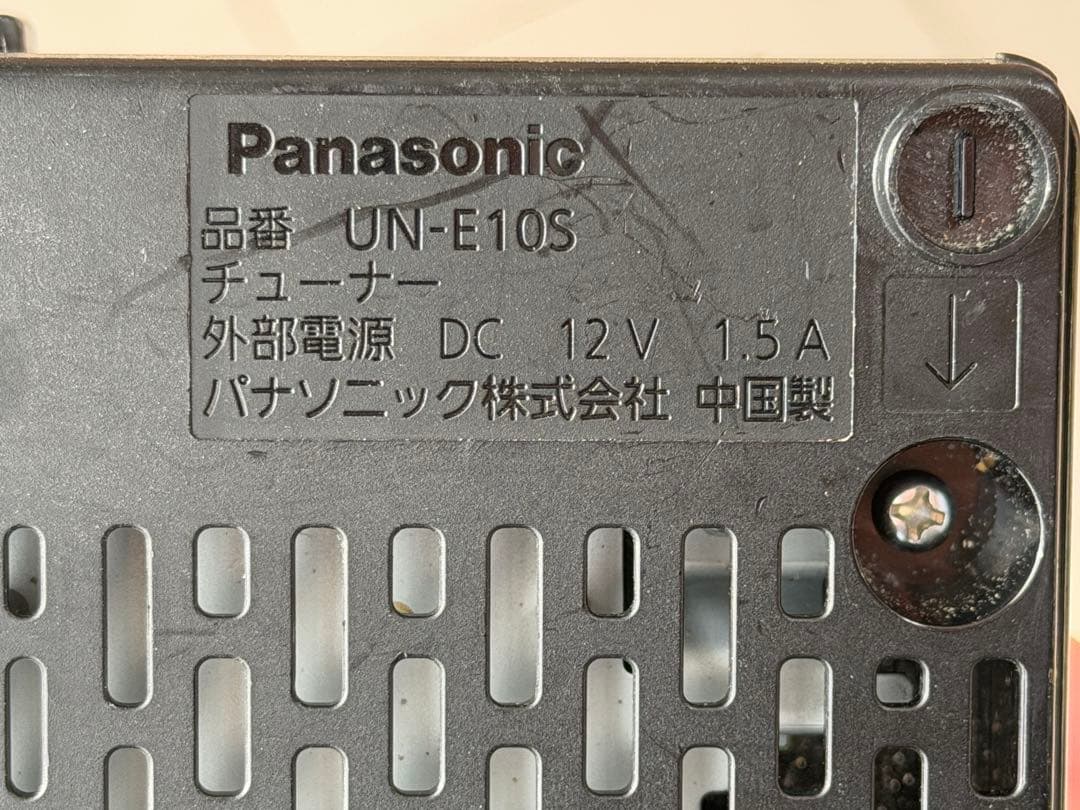 Panasonic
品番 UN-E10S
チューナー
外部電源 DC 12V 1.5A
パナソニック株式会社 中国製